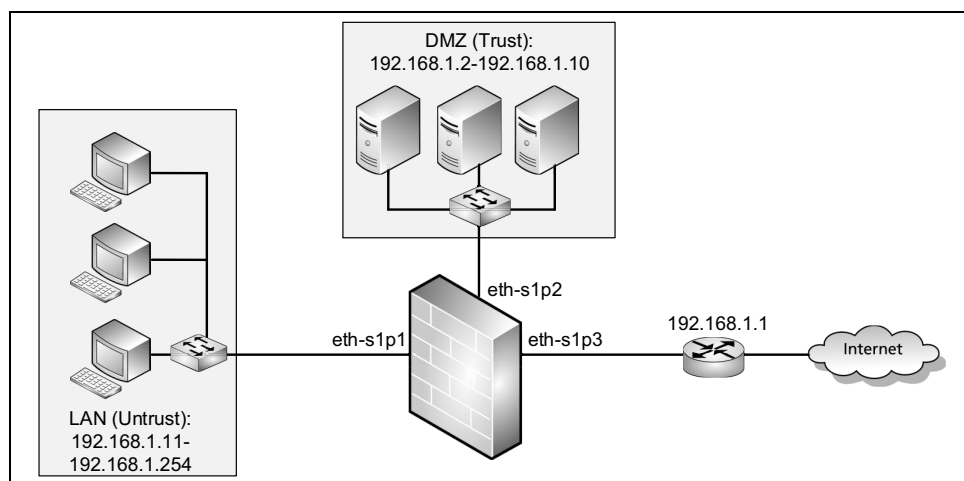 DMZ (Trust):
192.168.1.2-192.168.1.10
eth-s1p2
eth-s1p1
eth-s1p3
192.168.1.1
Internet
LAN (Untrust):
192.168.1.11-
192.168.1.254